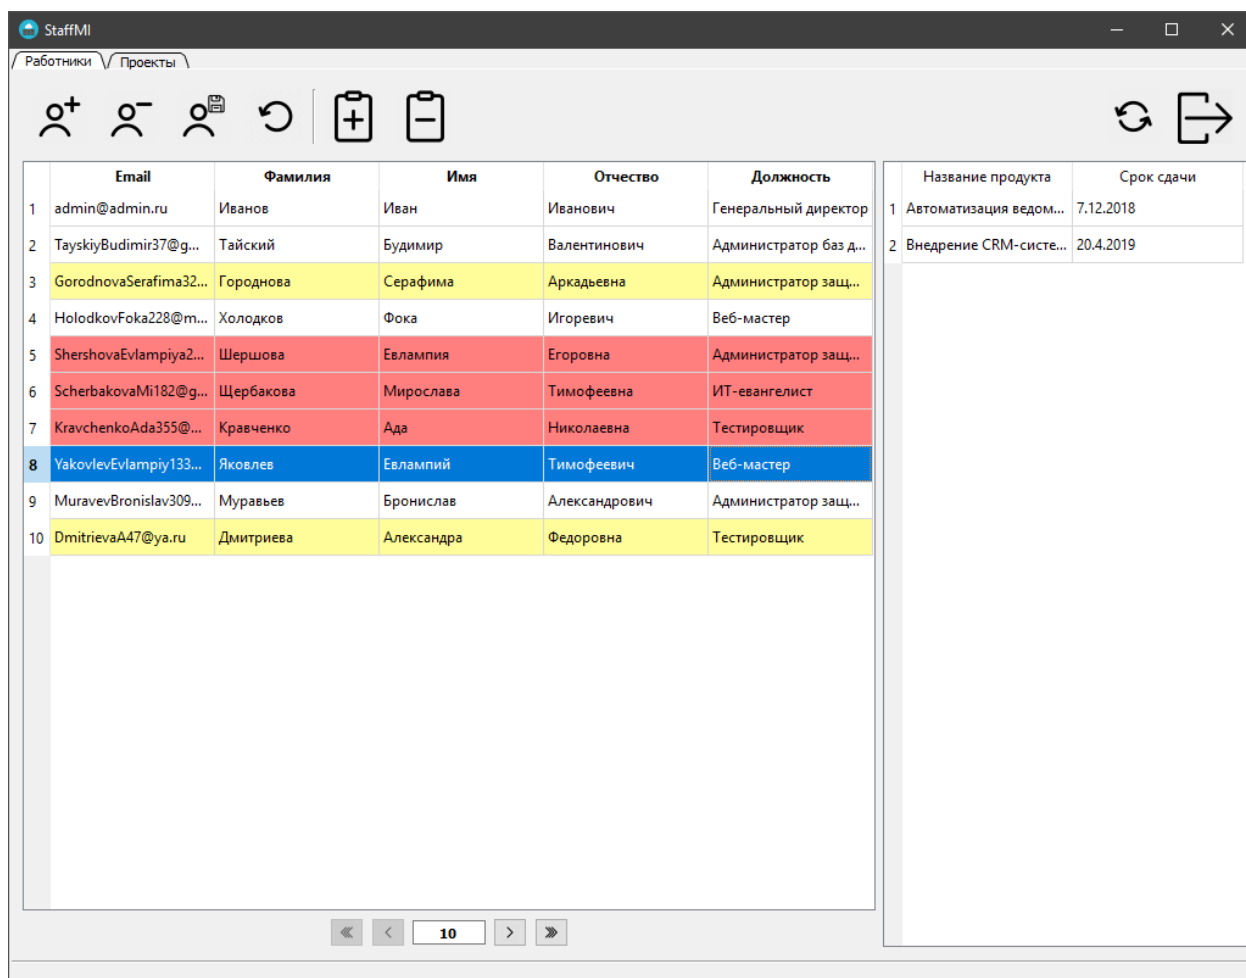 StaffMI
Работники Проекты
Email Фамилия Имя Отчество Должность
1 admin@admin.ru Иванов Иван Иванович Генеральный директор
2 TayskiyBudimir37@g... Тайский Будимир Валентинович Администратор баз д...
3 GorodnovaSerafima32... Городнова Серафима Аркадьевна Администратор защ...
4 HolodkovFoka228@m... Холодков Фока Игоревич Веб-мастер
5 ShershovaEvlampiya2... Шершова Евлампия Егоровна Администратор защ...
6 ScherbakovaMi182@g... Щербакова Мирослава Тимофеевна ИТ-евангелист
7 KravchenkoAda355@... Кравченко Ада Николаевна Тестировщик
8 YakovlevEvlampiy133... Яковлев Евлампий Тимофеевич Веб-мастер
9 MuravevBronislav309... Муравьев Бронислав Александрович Администратор защ...
10 DmitrievaA47@ya.ru Дмитриева Александра Федоровна Тестировщик
10
Название продукта Срок сдачи
1 Автоматизация ведом... 7.12.2018
2 Внедрение CRM-систе... 20.4.2019